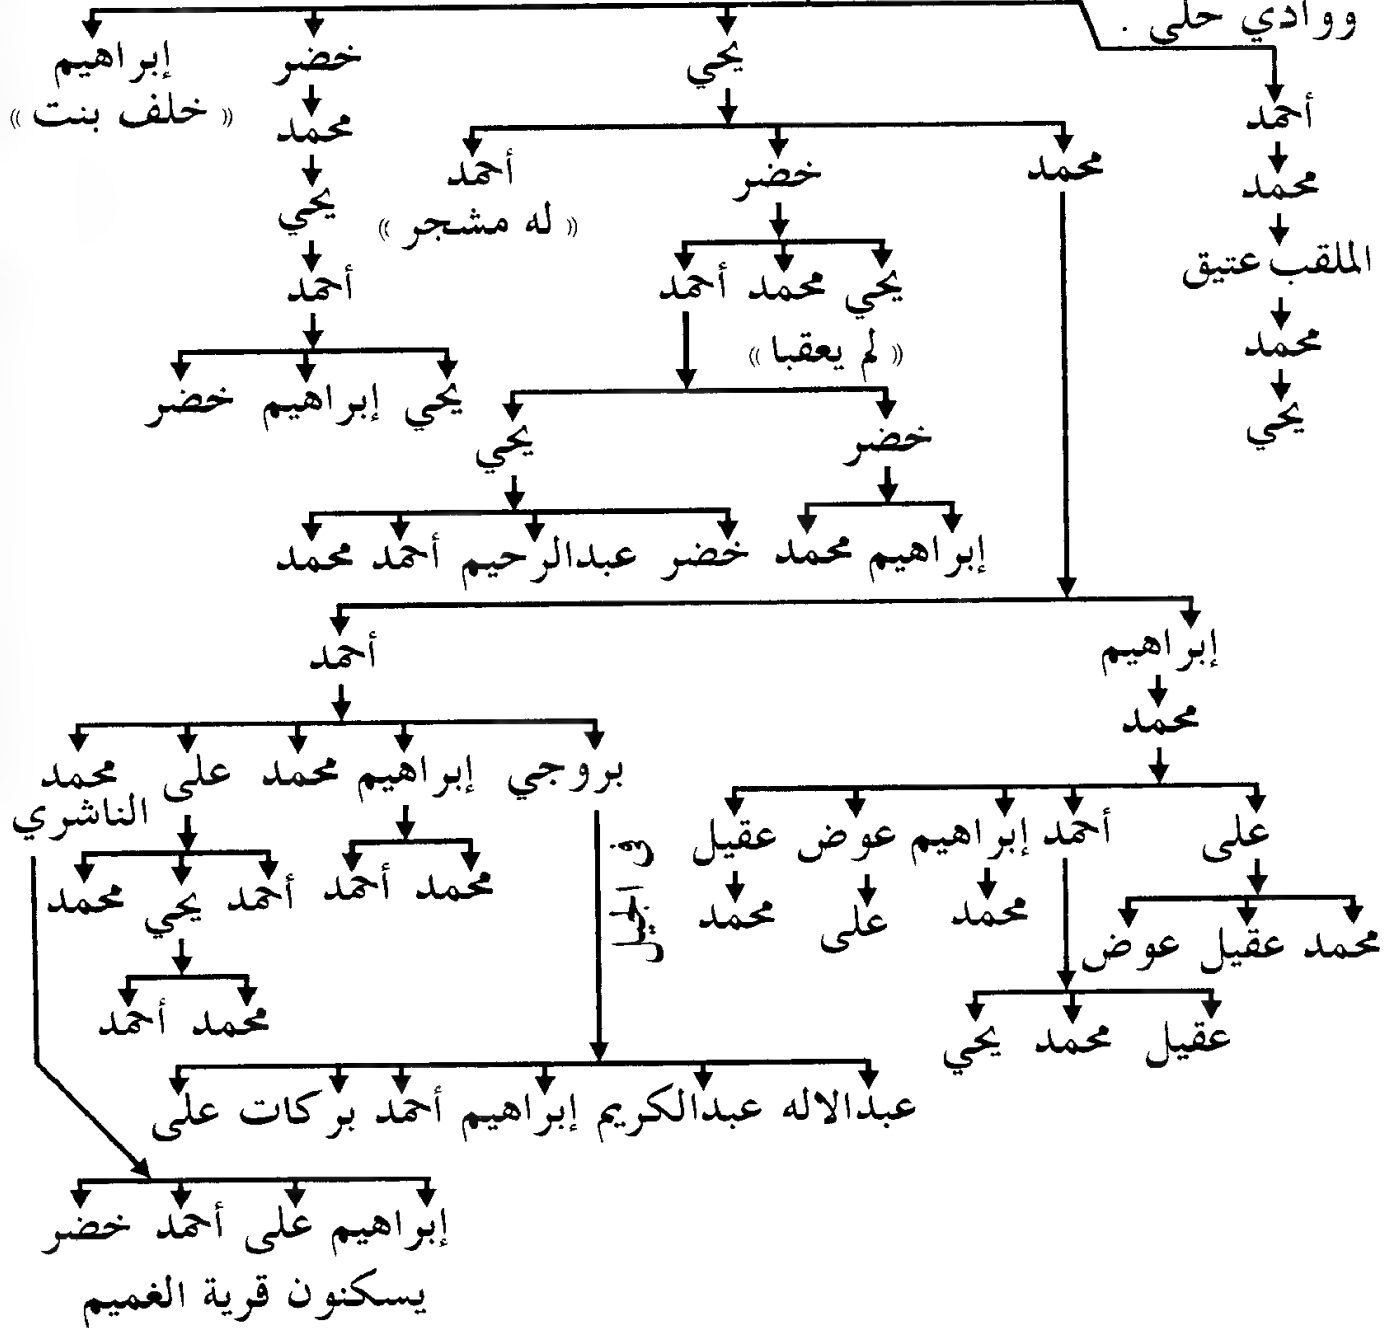 ووادي حلى .
أحمد
يحي
خضر
إبراهيم
« خلف بنت »
محمد
محمد
خضر
أحمد
محمد
يحي
« له مشجر »
الملقب عتيق
يحي محمد أحمد
أحمد
« لم يعقبا »
محمد
يحي إبراهيم خضر
يحي
خضر
يحي
إبراهيم محمد خضر عبدالرحيم أحمد محمد
إبراهيم
أحمد
محمد
بروجي إبراهيم محمد على محمد
الناشري
على أحمد إبراهيم عوض عقيل
في الجبيل
محمد أحمد
أحمد يحي محمد
محمد على محمد
محمد عقيل عوض
محمد أحمد
عقيل محمد يحي
عبدالاله عبدالكريم إبراهيم أحمد بركات على
إبراهيم على أحمد خضر
يسكنون قرية الغميم